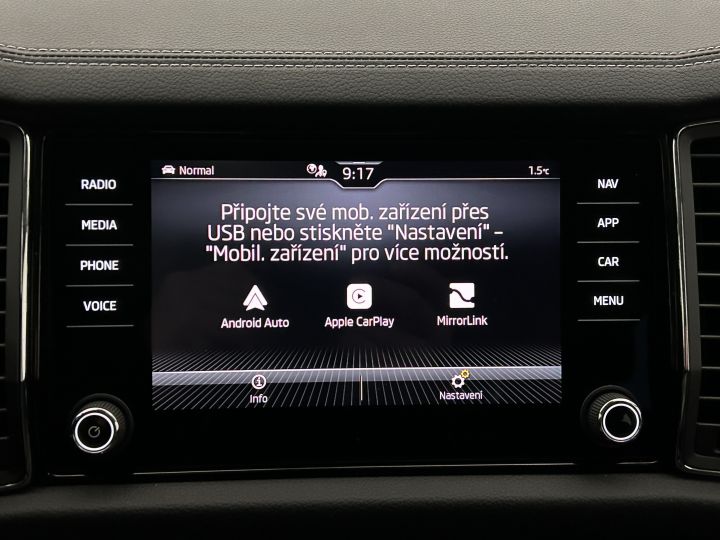 RADIO
MEDIA
PHONE
VOICE
Normal
9:17
1.5°C
Připojte své mob. zařízení přes
USB nebo stiskněte "Nastavení" –
"Mobil. zařízení" pro více možností.
Android Auto
Apple CarPlay
MirrorLink
Info
Nastavení
NAV
APP
CAR
MENU